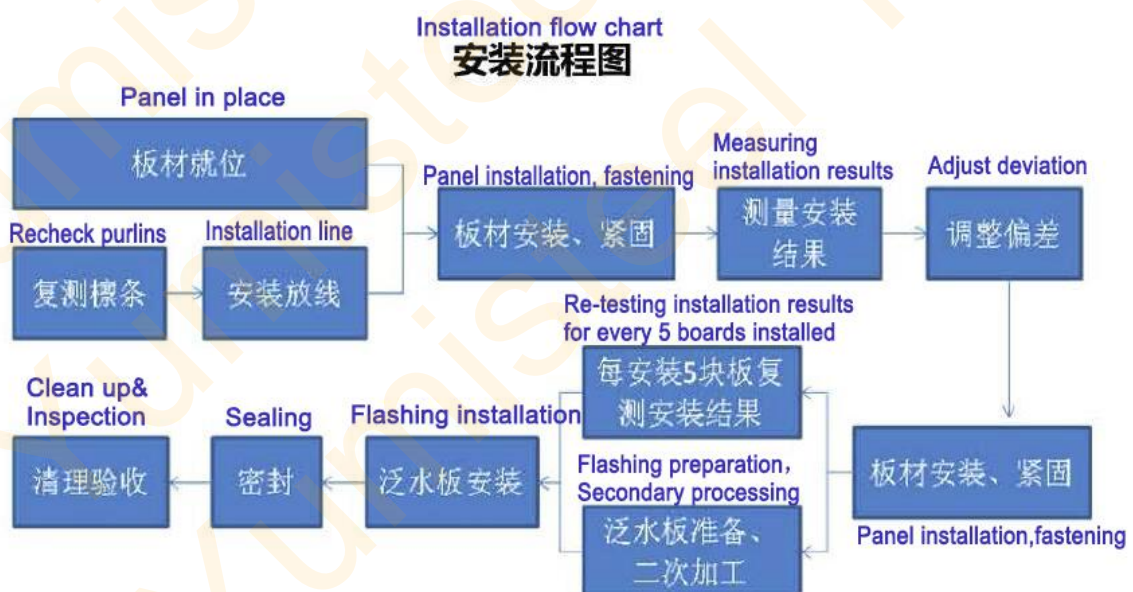 Installation flow chart
安装流程图
Panel in place
板材就位
Recheck purlins
复测檩条
Installation line
安装放线
Panel installation, fastening
板材安装、紧固
Measuring
installation results
测量安装
结果
Adjust deviation
调整偏差
Re-testing installation results
for every 5 boards installed
每安装5块板复
测安装结果
Flashing preparation,
Secondary processing
泛水板准备、
二次加工
板材安装、紧固
Panel installation,fastening
Flashing installation
泛水板安装
Sealing
密封
Clean up&
Inspection
清理验收
Yumisteel
Yumisteel